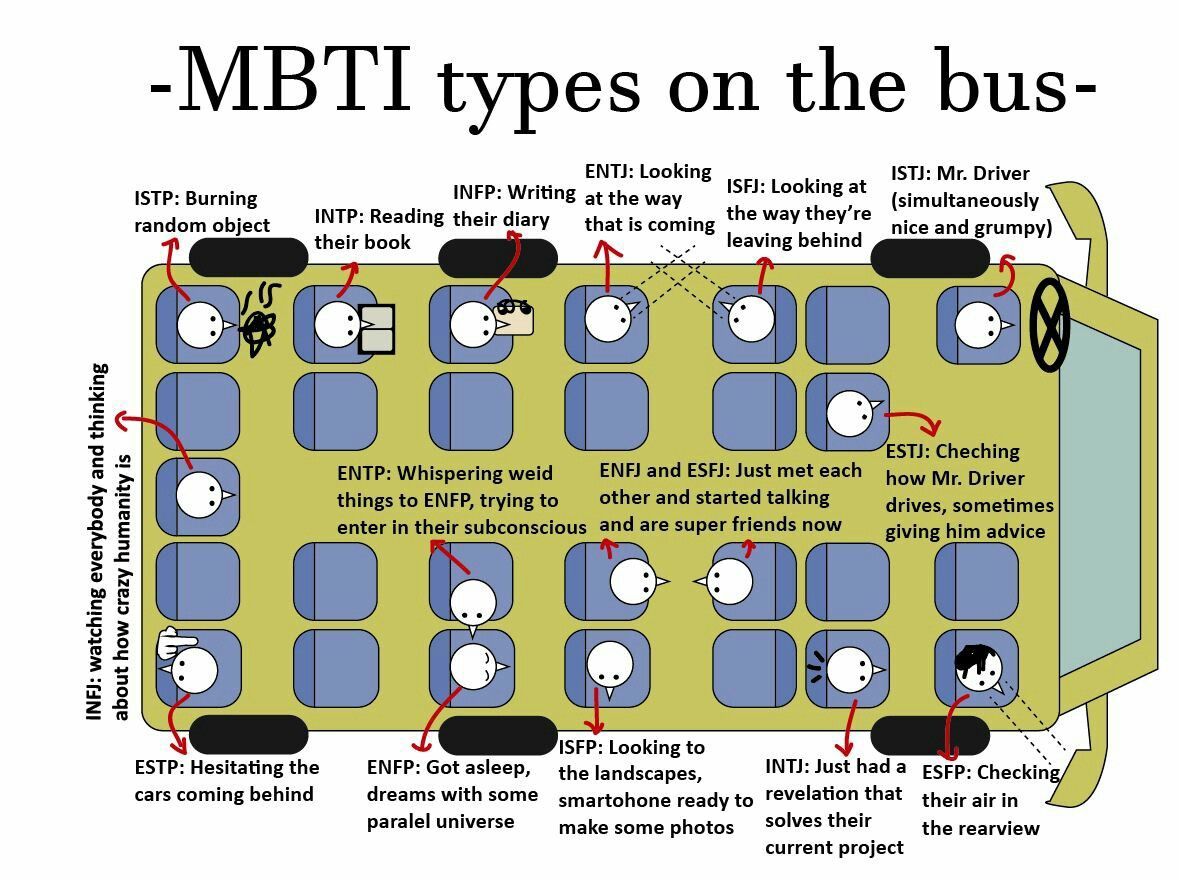 -MBTI types on the bus-
ISTP: Burning
random object
INTP: Reading
their book
INFP: Writing
their diary
ENTJ: Looking
at the way
that is coming
ISFJ: Looking at
the way they're
leaving behind
ISTJ: Mr. Driver
(simultaneously
nice and grumpy)
INFJ: watching everybody and thinking
about how crazy humanity is
ENTP: Whispering weid
things to ENFP, trying to
enter in their subconscious
ENFJ and ESFJ: Just met each
other and started talking
and are super friends now
ESTJ: Cheching
how Mr. Driver
drives, sometimes
giving him advice
ESTP: Hesitating the
cars coming behind
ENFP: Got asleep,
dreams with some
paralel universe
ISFP: Looking to
the landscapes,
smartohone ready to
make some photos
INTJ: Just had a
revelation that
solves their
current project
ESFP: Checking
their air in
the rearview